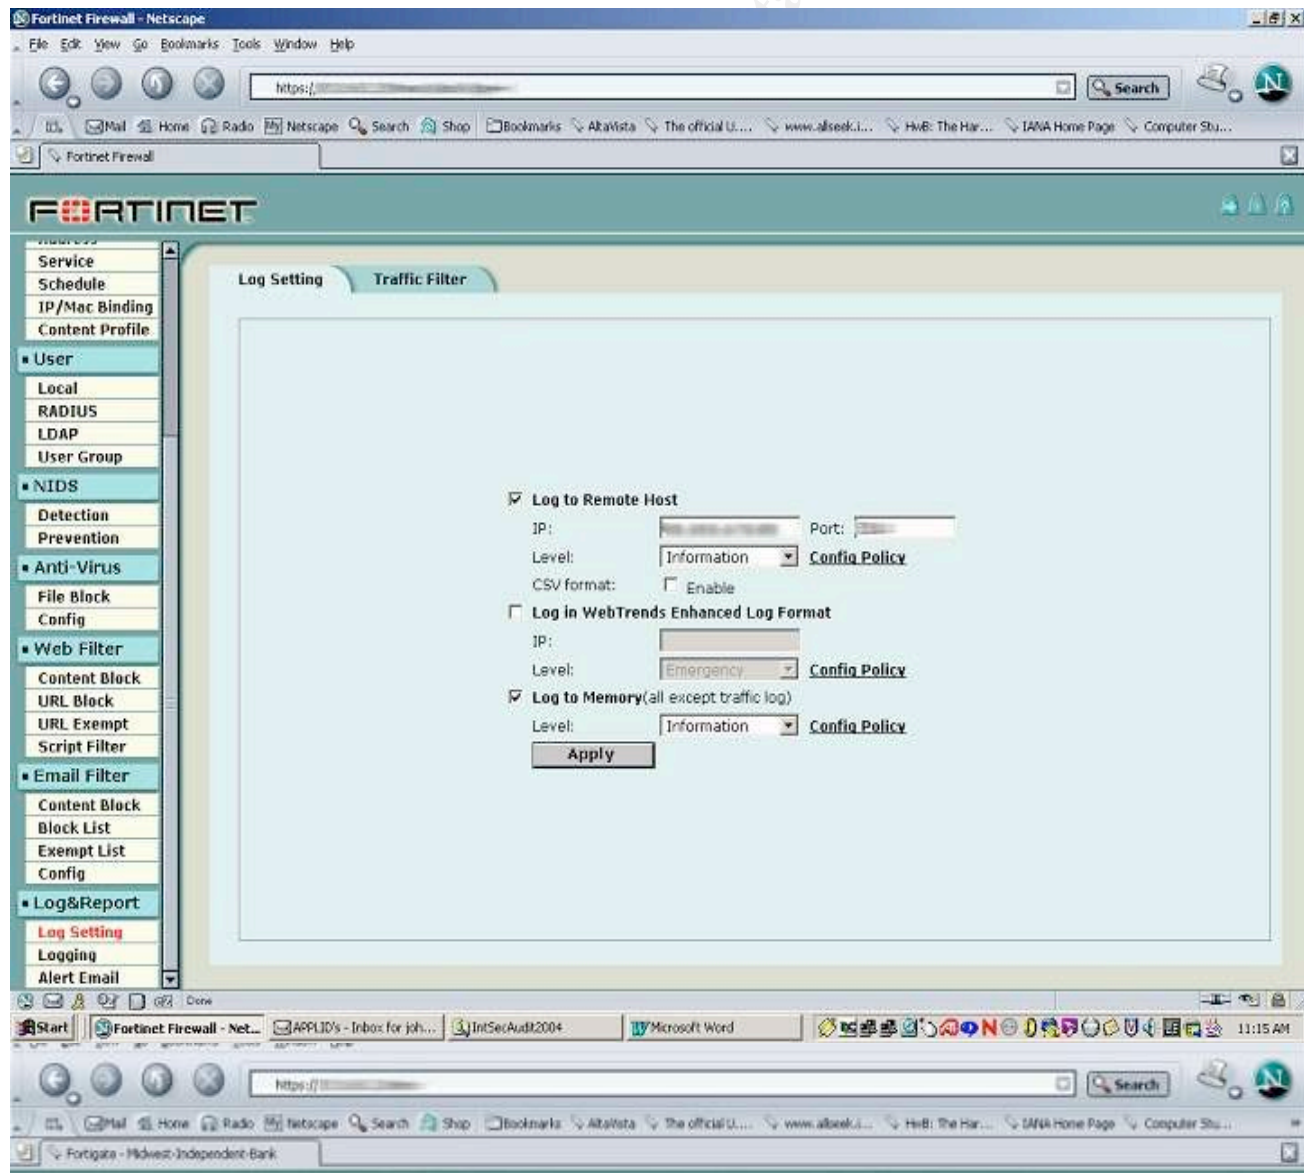 Fortinet Firewall - Netscape
File Edit View Go Bookmarks Tools Window Help
https:/
Search
N
Mail Home Radio My Netscape Search Shop Bookmarks AltaVista The official U.... www.allseek.i... HwB: The Har... IANA Home Page Computer Stu...
Fortinet Firewall
FORTINET
Service
Schedule
IP/Mac Binding
Content Profile
User
Local
RADIUS
LDAP
User Group
NIDS
Detection
Prevention
Anti-Virus
File Block
Config
Web Filter
Content Block
URL Block
URL Exempt
Script Filter
Email Filter
Content Block
Block List
Exempt List
Config
Log&Report
Log Setting
Logging
Alert Email
Log Setting Traffic Filter
Log to Remote Host
IP: Port:
Level: Information Config Policy
CSV format: Enable
Log in WebTrends Enhanced Log Format
IP:
Level: Emergency Config Policy
Log to Memory(all except traffic log)
Level: Information Config Policy
Apply
Done
Start Fortinet Firewall - Net... APPLID's - Inbox for joh... IntSecAudit2004 Microsoft Word 11:15 AM
https://
Search
N
Mail Home Radio My Netscape Search Shop Bookmarks AltaVista The official U.... www.allseek.i... HwB: The Har... IANA Home Page Computer Stu...
Fortigate - Midwest-Independent-Bank